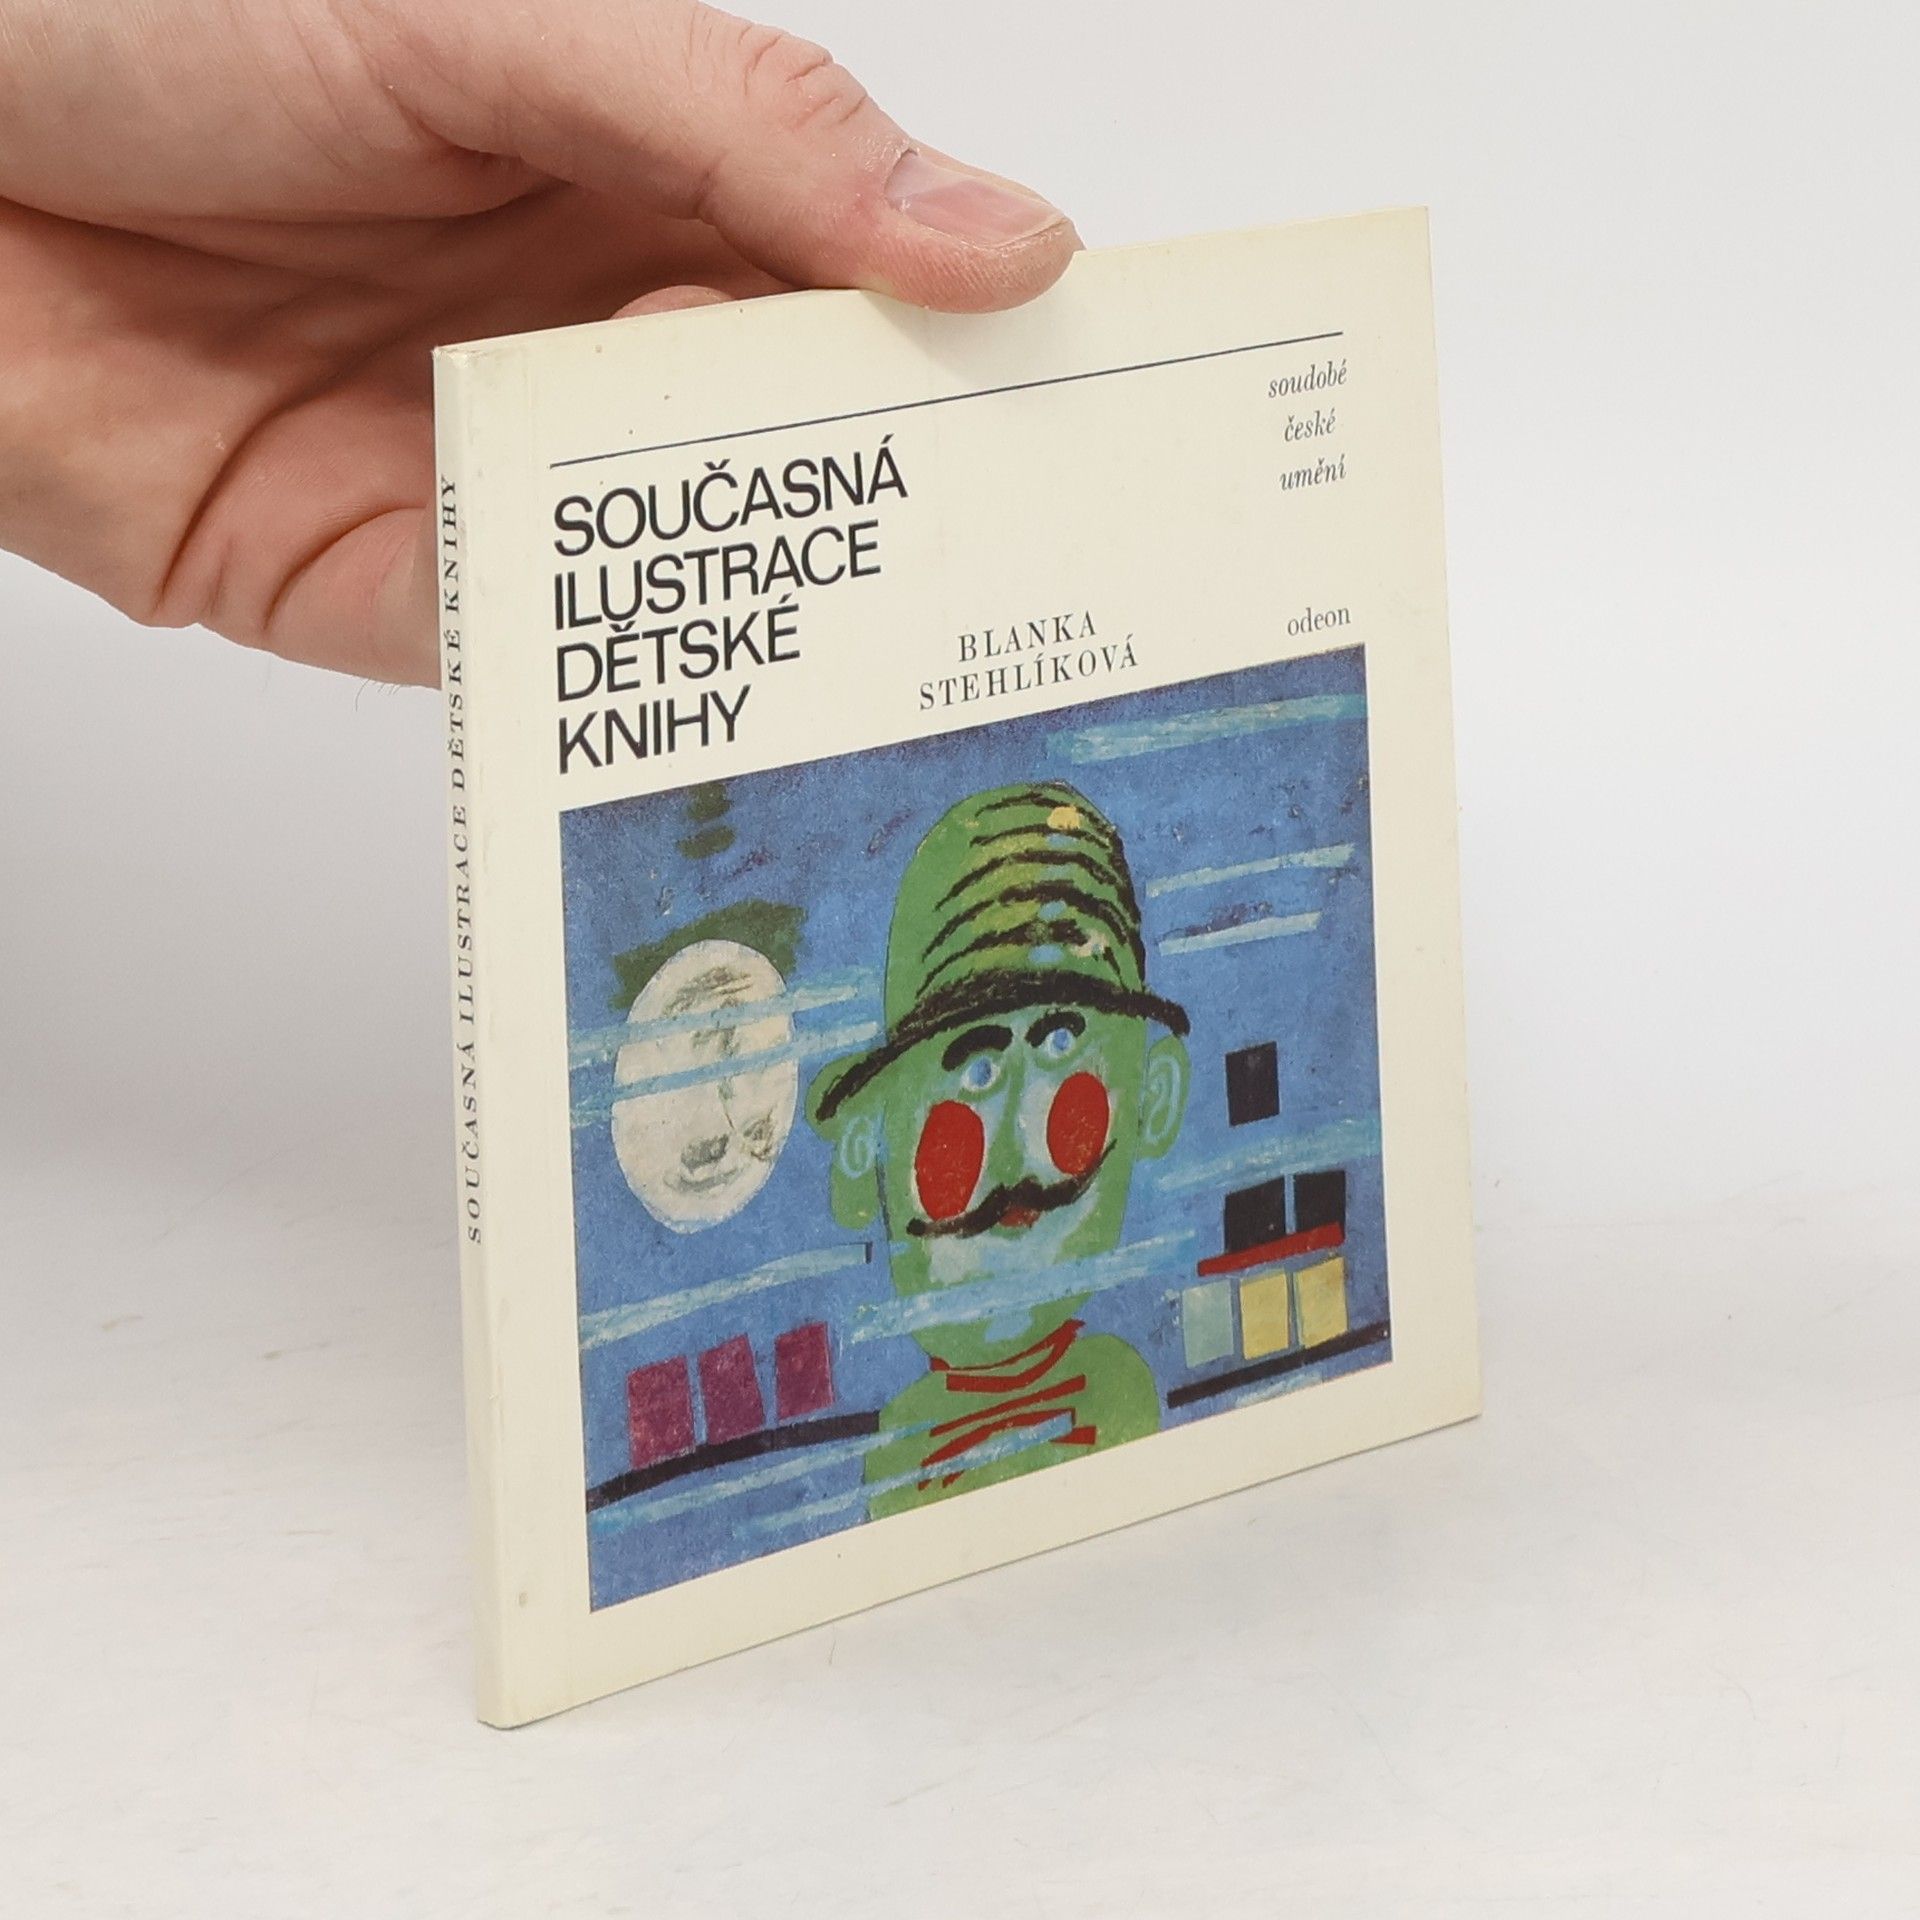 soudobé
české
umění
SOUČASNÁ
ILUSTRACE
DĚTSKÉ
KNIHY
BLANKA
STEHLÍKOVÁ
odeon
SOUČASNÁ ILUSTRACE DĚTSKÉ KNIHY